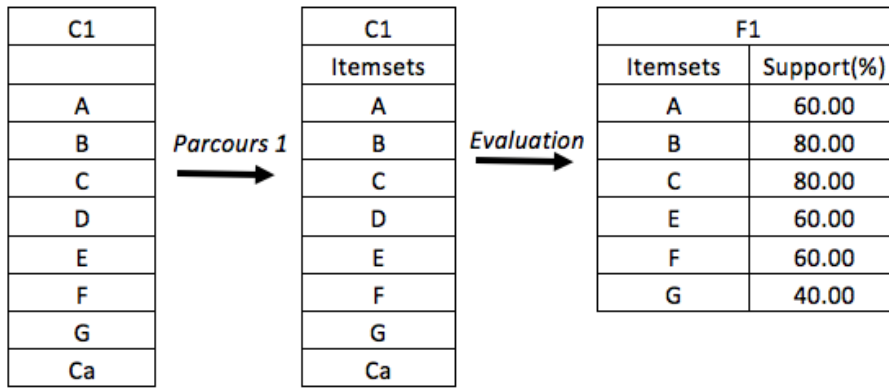 C1
A
B
C
D
E
F
G
Ca
Parcours 1
C1
Itemsets
A
B
C
D
E
F
G
Ca
Evaluation
F1
Itemsets Support(%)
A 60.00
B 80.00
C 80.00
E 60.00
F 60.00
G 40.00